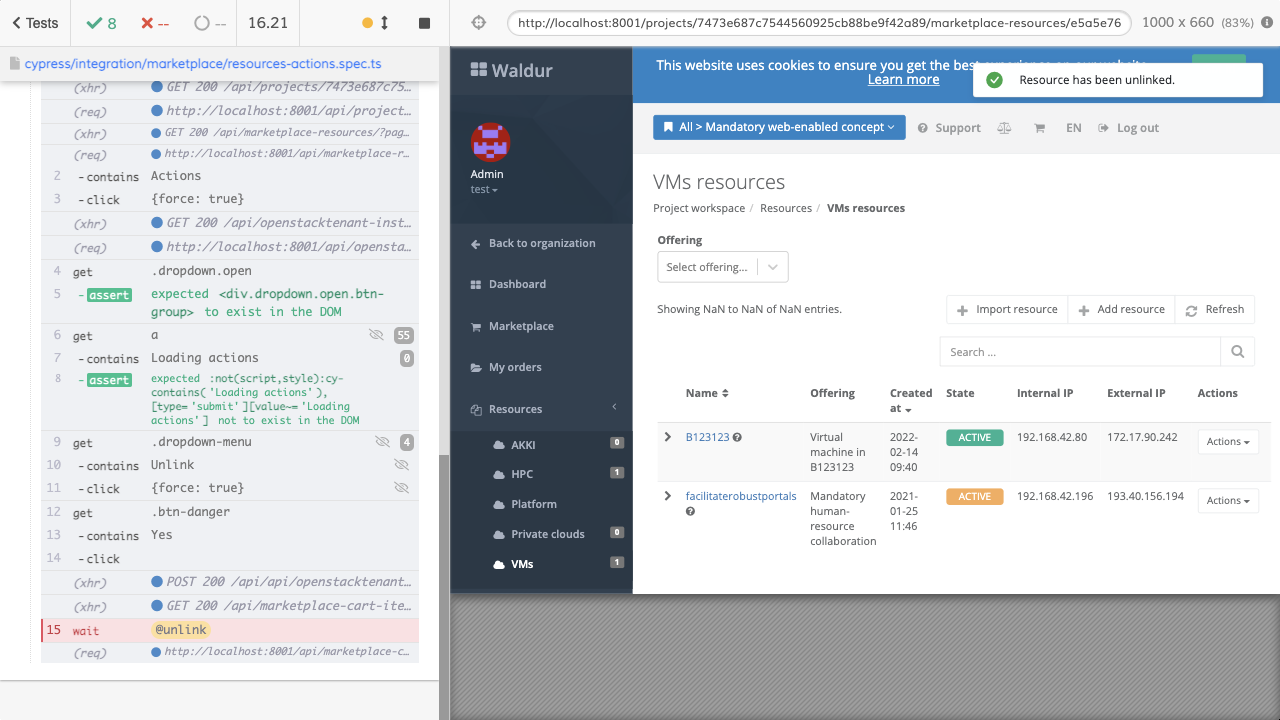 Tests
8
--
--
16.21
http://localhost:8001/projects/7473e687c7544560925cb88be9f42a89/marketplace-resources/e5a5e76
1000 x 660 (83%)
cypress/integration/marketplace/resources-actions.spec.ts
(xhr) GET 200 /api/projects/7473e687c75...
(req) http://localhost:8001/api/project...
(xhr) GET 200 /api/marketplace-resources/?pag...
(req) http://localhost:8001/api/marketplace-r...
2 -contains Actions
3 -click {force: true}
(xhr) GET 200 /api/openstacktenant-inst...
(req) http://localhost:8001/api/opensta...
4 get .dropdown.open
5 -assert expected <div.dropdown.open.btn-
group> to exist in the DOM
6 get a 55
7 -contains Loading actions 0
8 -assert expected :not(script,style):cy-
contains('Loading actions'),
[type='submit'][value~='Loading
actions'] not to exist in the DOM
9 get .dropdown-menu 4
10 -contains Unlink
11 -click {force: true}
12 get .btn-danger
13 -contains Yes
14 -click
(xhr) POST 200 /api/api/openstacktenant...
(xhr) GET 200 /api/marketplace-cart-ite...
15 wait @unlink
(req) http://localhost:8001/api/marketplace-c...
Waldur
Admin
test
Back to organization
Dashboard
Marketplace
My orders
Resources
AKKI 0
HPC 1
Platform
Private clouds 0
VMs 1
This website uses cookies to ensure you get the
Learn more
Resource has been unlinked.
All > Mandatory web-enabled concept
Support
EN
Log out
VMs resources
Project workspace / Resources / VMs resources
Offering
Select offering...
Showing NaN to NaN of NaN entries.
Import resource
Add resource
Refresh
Search ...
Name Offering Created at State Internal IP External IP Actions
B123123 Virtual machine in B123123 2022-02-14 09:40 ACTIVE 192.168.42.80 172.17.90.242 Actions
facilitaterobustportals Mandatory human-resource collaboration 2021-01-25 11:46 ACTIVE 192.168.42.196 193.40.156.194 Actions